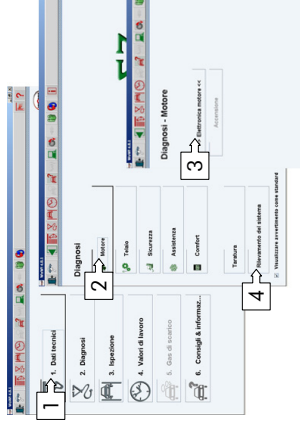 1
1. Dati tecnici
2. Diagnosi
3. Ispezione
4. Valori di lavoro
5. Gas di scarico
6. Consigli & informaz...
Diagnosi
2
Motore
Telaio
Sicurezza
Assistenza
Comfort
Taratura
4
Rilevamento del sistema
Visualizzare avvertimento come standard
Diagnosi - Motore
3
Elettronica motore <<
Accensione